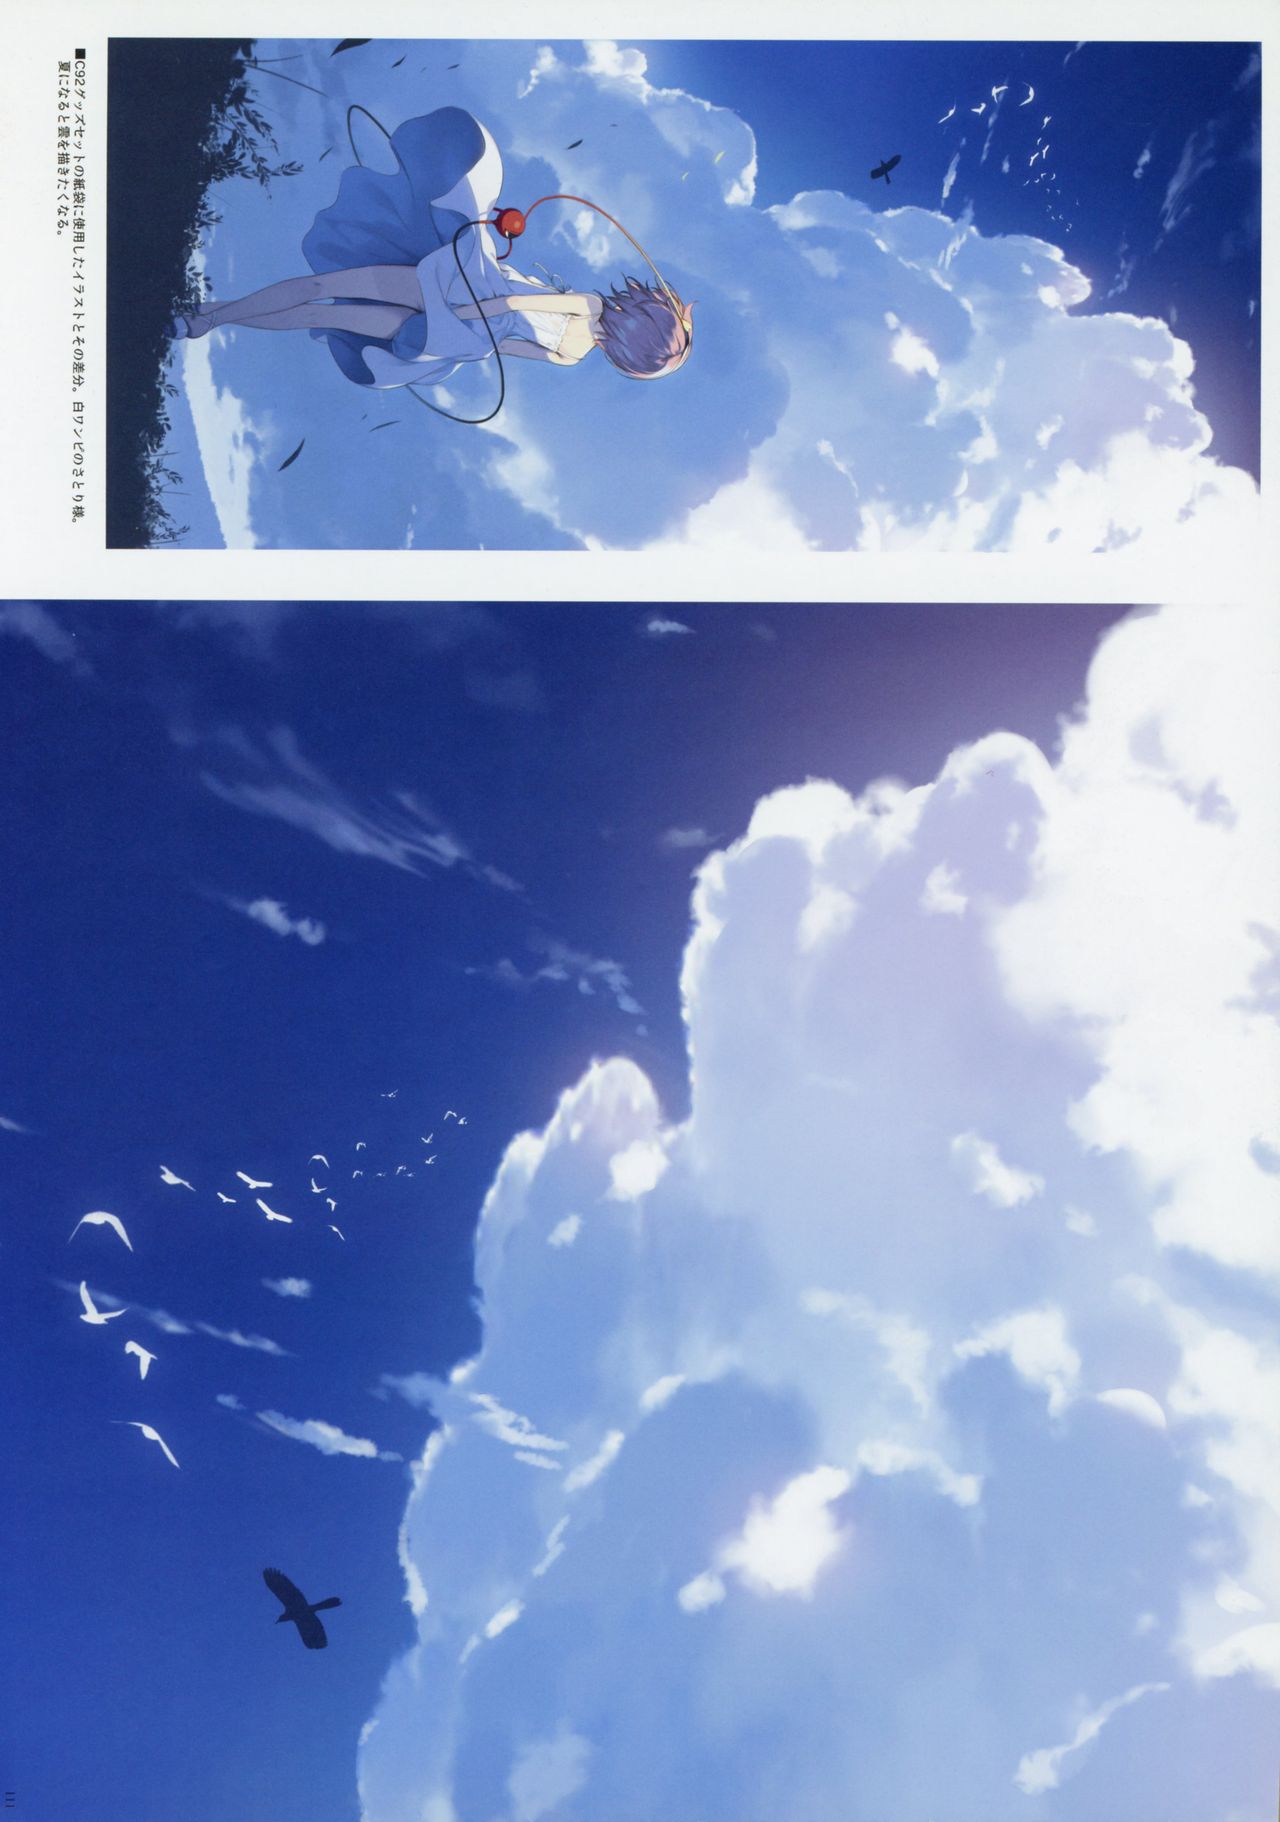 ■C92グッズセットの紙袋に使用したイラストとその差分。白ワンピのさとり様。
夏になると雲を描きたくなる。
111